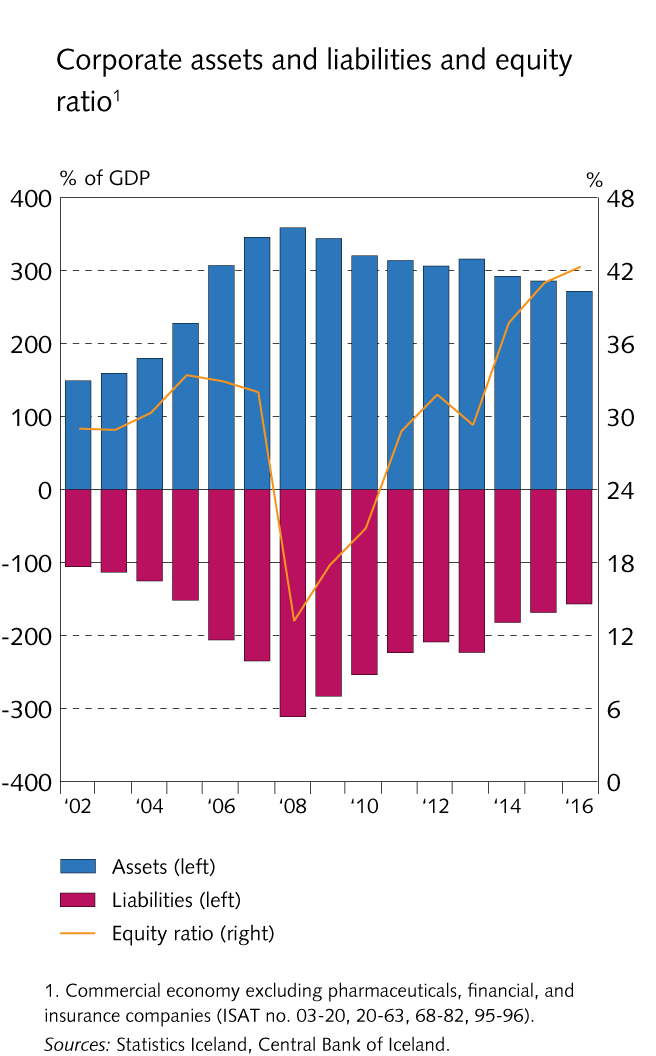 Corporate assets and liabilities and equity
ratio¹
% of GDP %
400 48
300 42
200 36
100 30
0 24
-100 18
-200 12
-300 6
-400 0
‘02 ‘04 ‘06 ‘08 ‘10 ‘12 ‘14 ‘16
Assets (left)
Liabilities (left)
Equity ratio (right)
1. Commercial economy excluding pharmaceuticals, financial, and
insurance companies (ISAT no. 03-20, 20-63, 68-82, 95-96).
Sources: Statistics Iceland, Central Bank of Iceland.